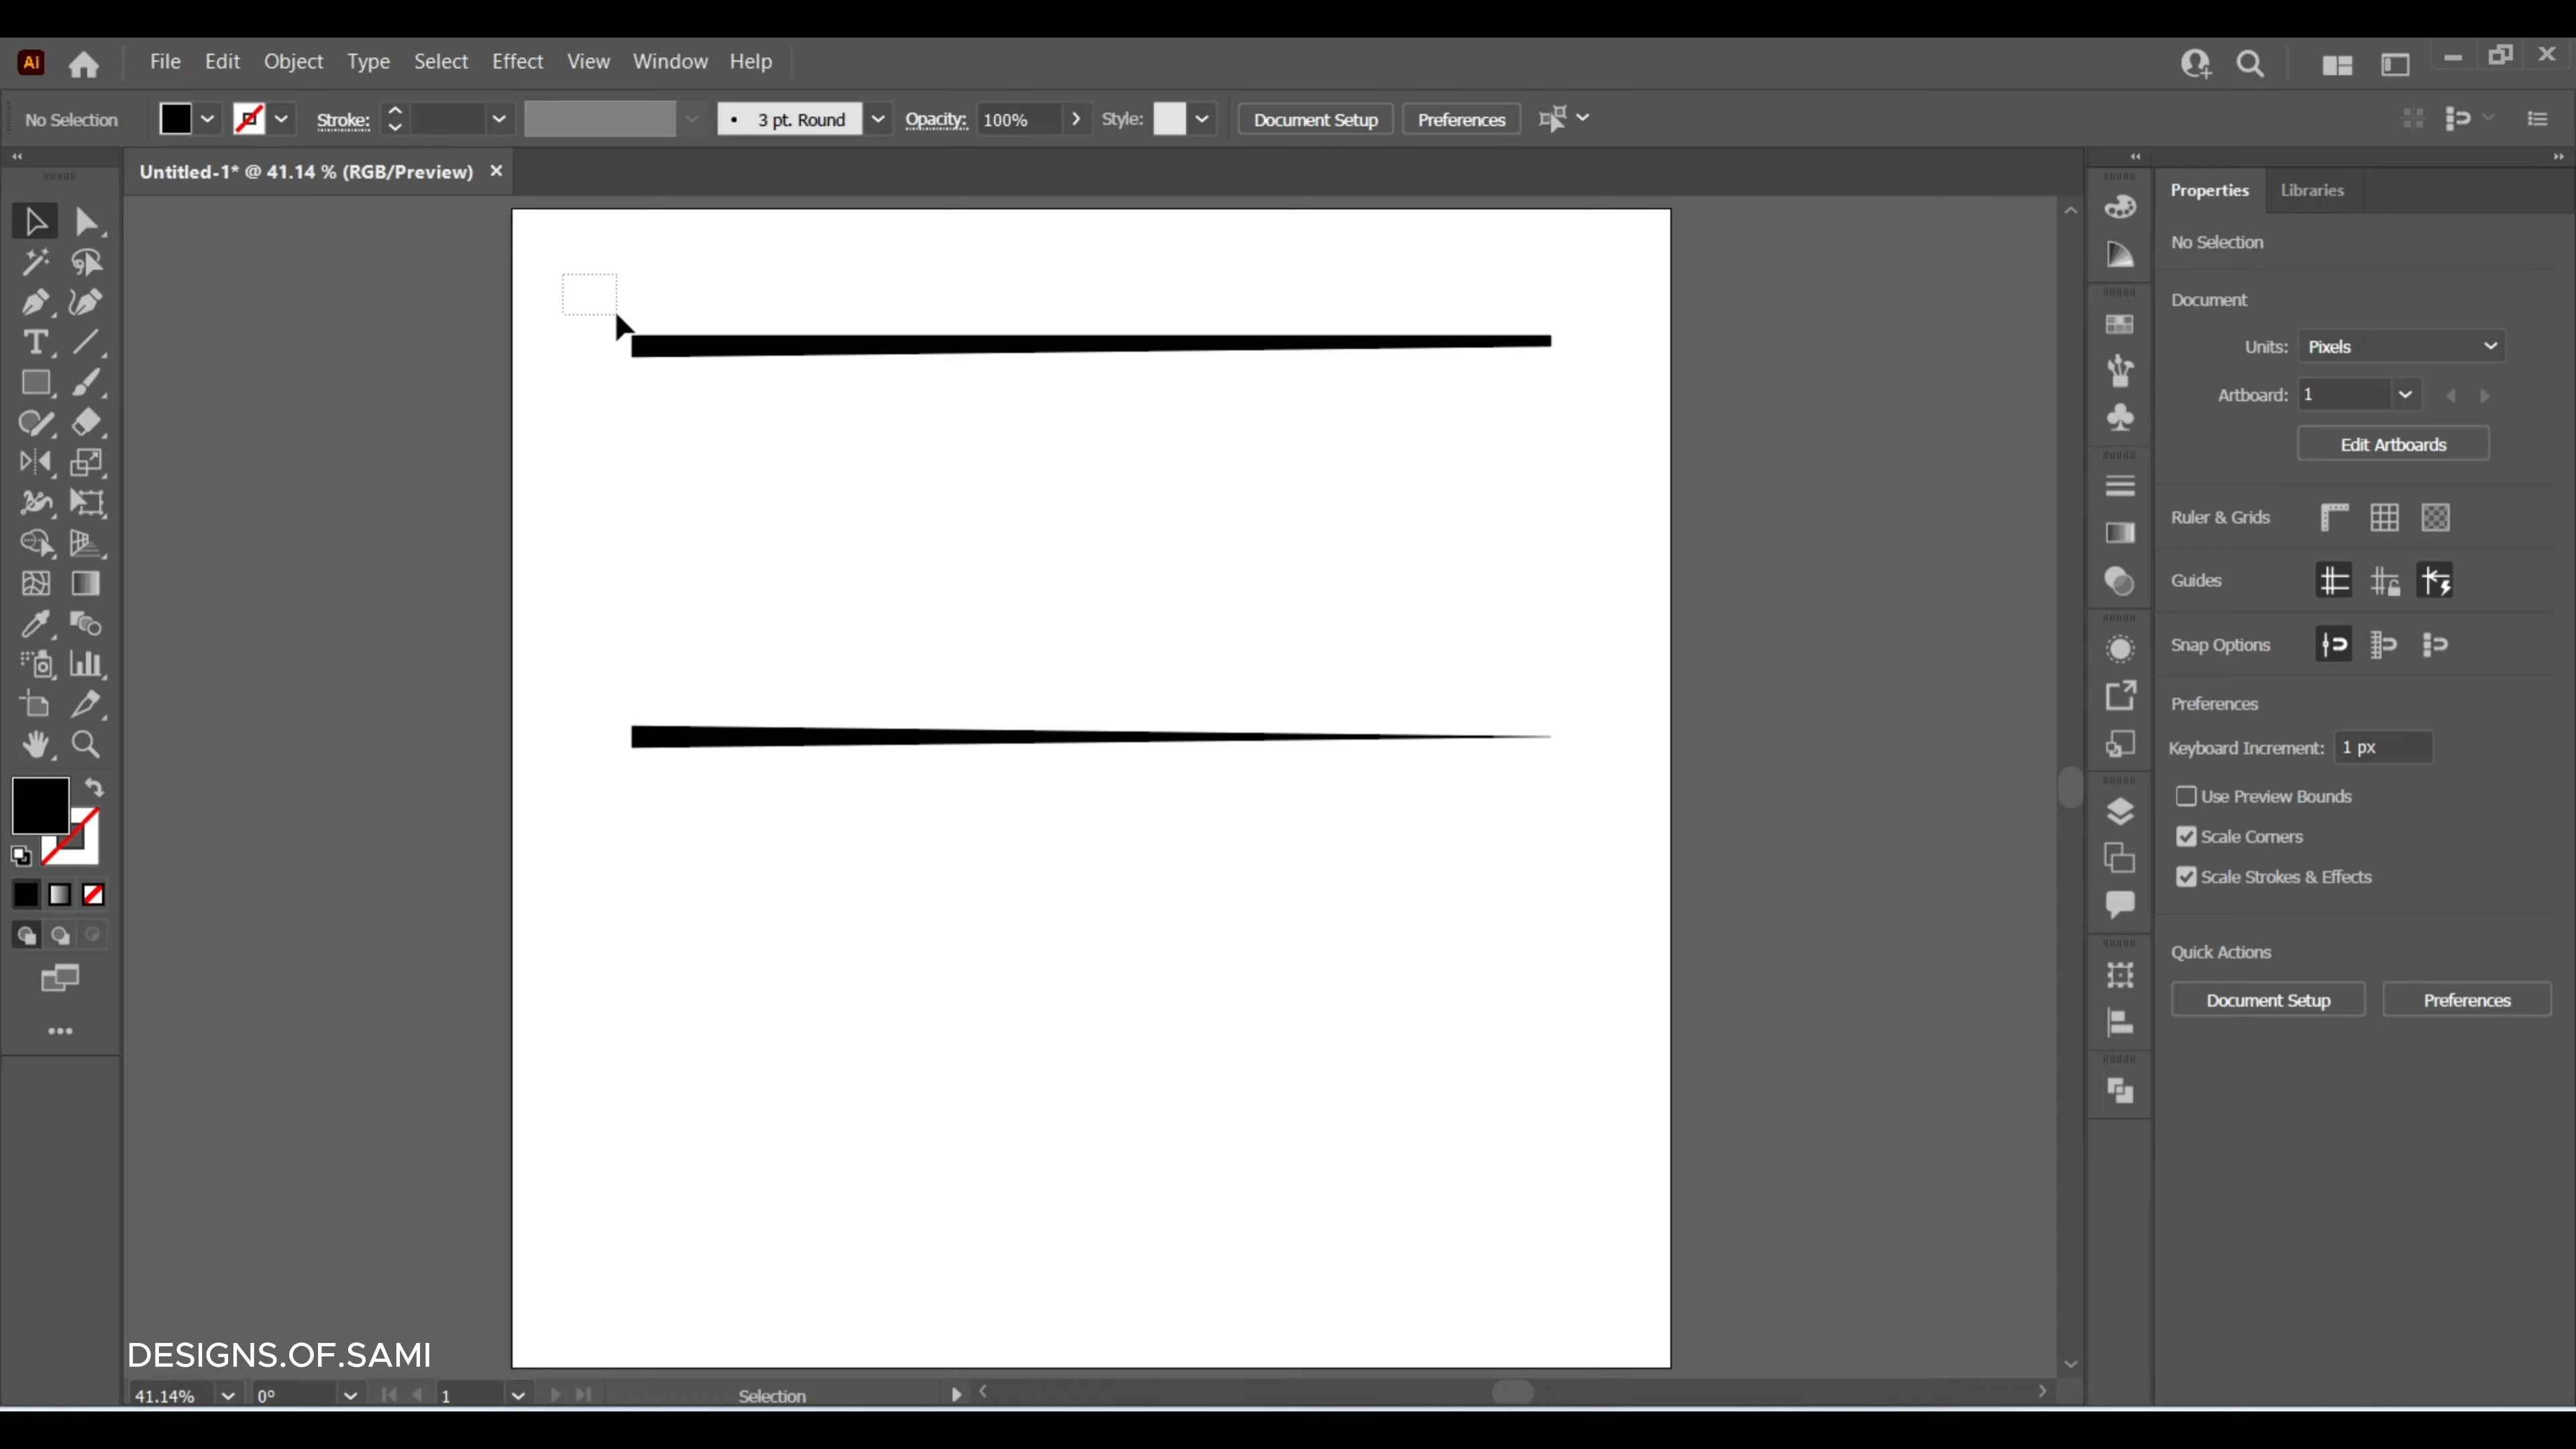 Ai File Edit Object Type Select Effect View Window Help
No Selection Stroke: 3 pt. Round Opacity: 100% Style: Document Setup Preferences
Untitled-1* @ 41.14 % (RGB/Preview)
Properties Libraries
No Selection
Document
Units: Pixels
Artboard: 1
Edit Artboards
Ruler & Grids
Guides
Snap Options
Preferences
Keyboard Increment: 1 px
Use Preview Bounds
Scale Corners
Scale Strokes & Effects
Quick Actions
Document Setup Preferences
DESIGNS.OF.SAMI
41.14% 0° 1 Selection